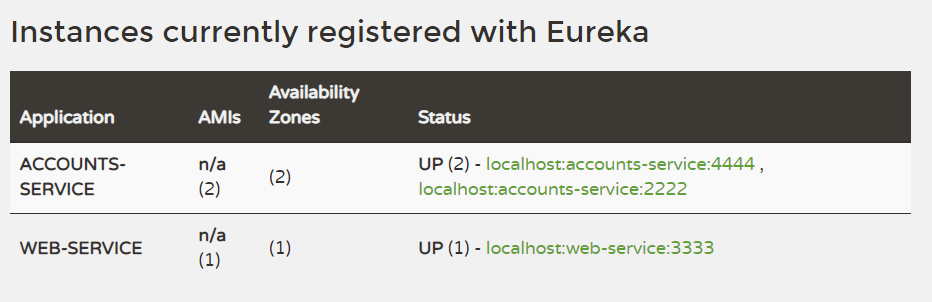 Instances currently registered with Eureka
Application AMIs Availability Zones Status
ACCOUNTS-SERVICE n/a (2) (2) UP (2) - localhost:accounts-service:4444 ,
localhost:accounts-service:2222
WEB-SERVICE n/a (1) (1) UP (1) - localhost:web-service:3333